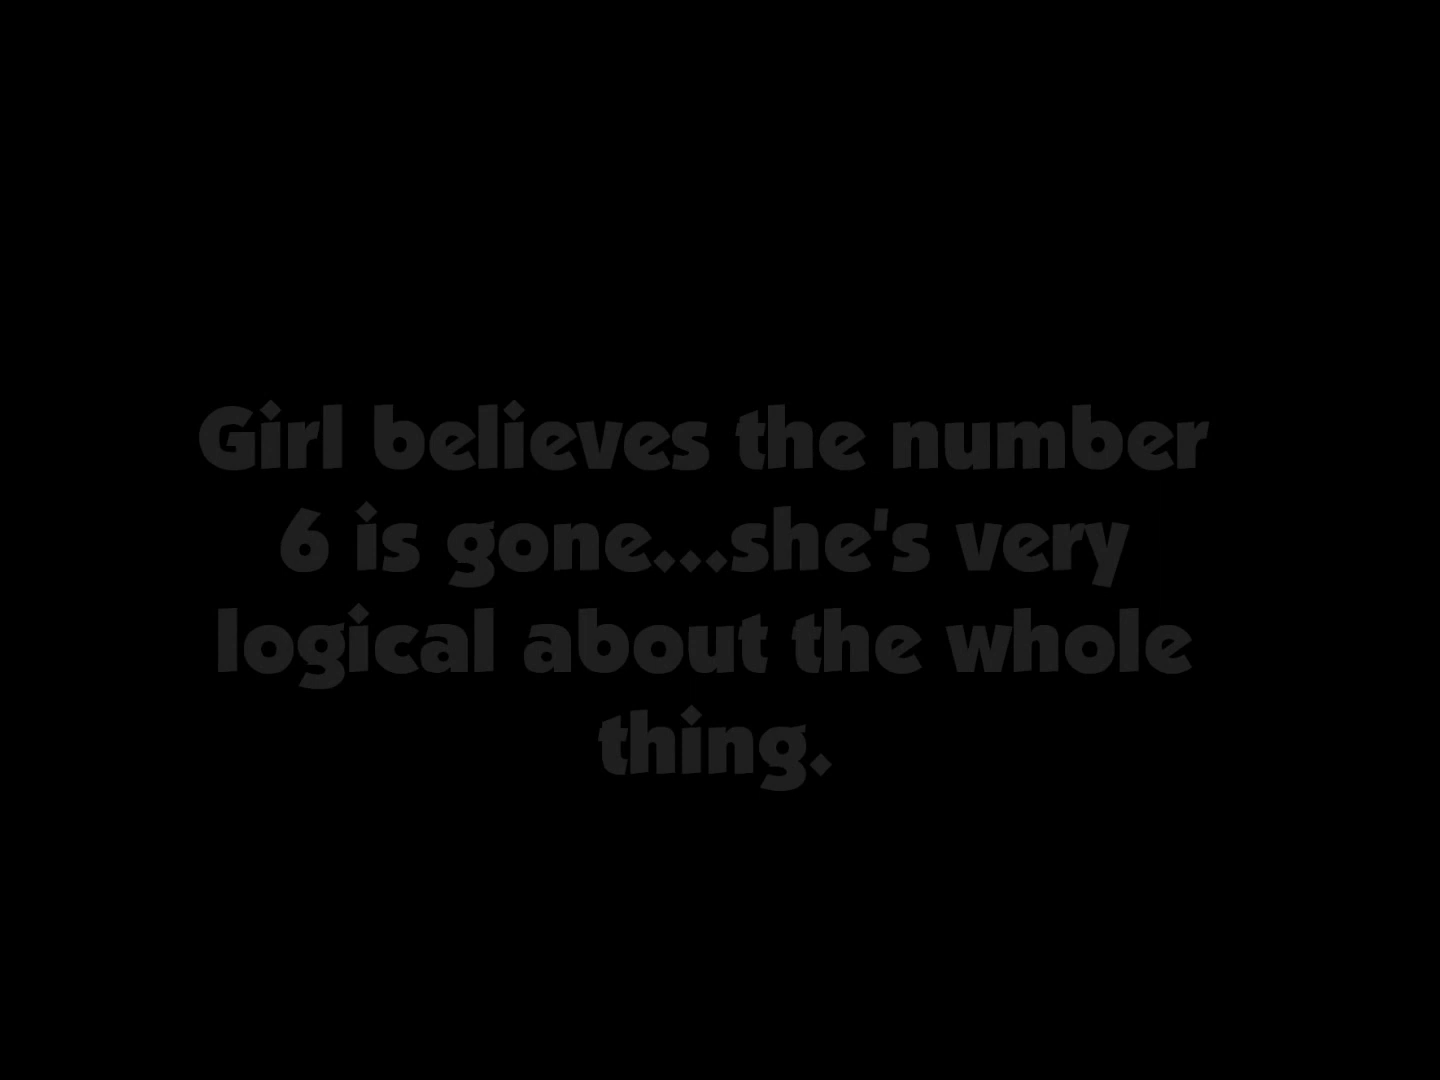 Girl believes the number
6 is gone...she's very
logical about the whole
thing.